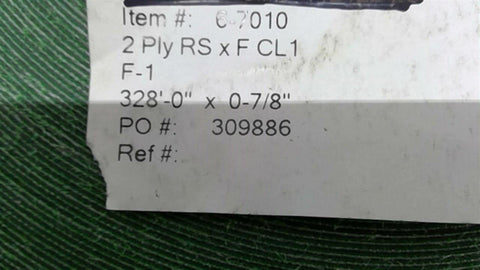 Item #: 6-7010
2 Ply RS x F CL1
F-1
328'-0" x 0-7/8"
PO #: 309886
Ref #: